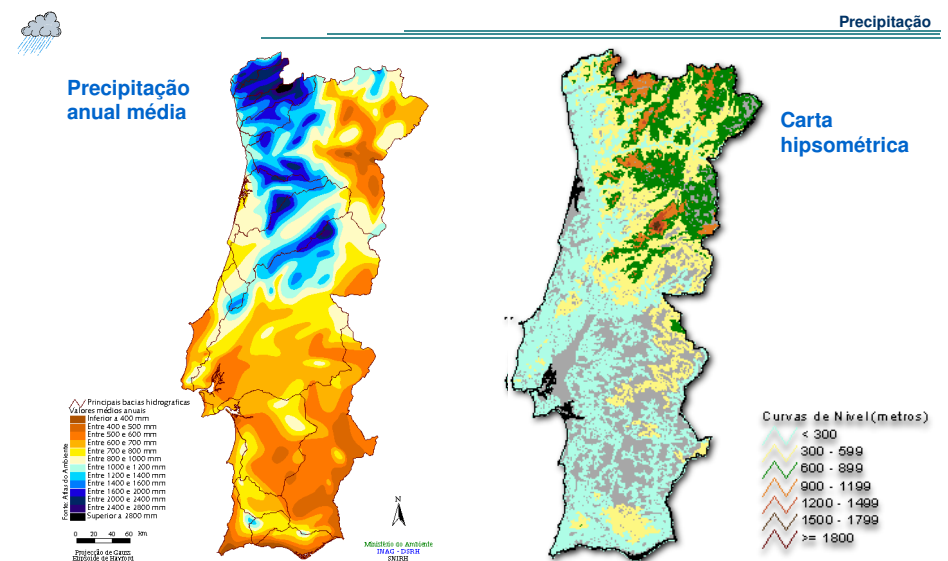 Precipitação
Precipitação
anual média
Carta
hipsométrica
Principais bacias hidrograficas
Valores médios anuais
Inferior a 400 mm
Entre 400 e 500 mm
Entre 500 e 600 mm
Entre 600 e 700 mm
Entre 700 e 800 mm
Entre 800 e 1000 mm
Entre 1000 e 1200 mm
Entre 1200 e 1400 mm
Entre 1400 e 1600 mm
Entre 1600 e 2000 mm
Entre 2000 e 2400 mm
Entre 2400 e 2800 mm
Superior a 2800 mm
Fonte: Atlas do Ambiente
0 20 40 60 km
Projecção de Gauss
Elipsoide de Hayford
N
Ministério do Ambiente
INAG - DSRH
SNIRH
Curvas de Nível(metros)
< 300
300 - 599
600 - 899
900 - 1199
1200 - 1499
1500 - 1799
>= 1800